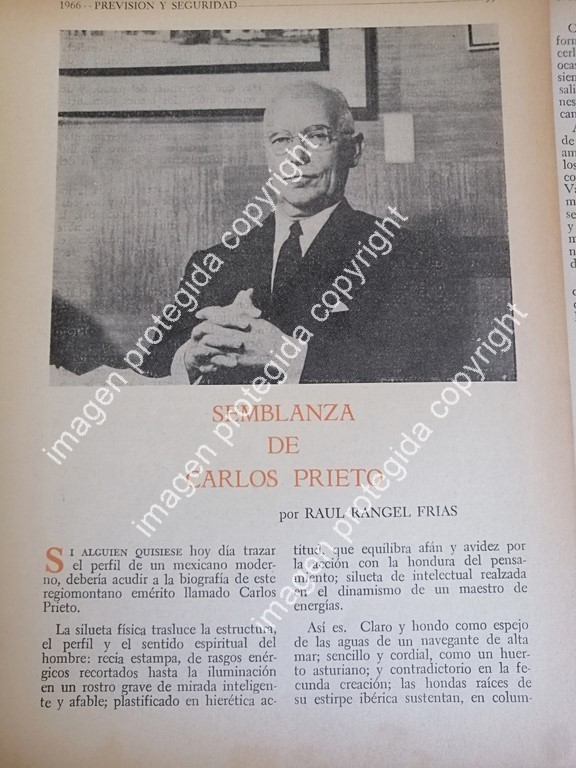 1966 - - PREVISIÓN Y SEGURIDAD
SEMBLANZA
DE
CARLOS PRIETO
por RAUL RANGEL FRIAS
SI ALGUIEN QUISIESE hoy día trazar
el perfil de un mexicano moder-
no, debería acudir a la biografía de este
regiomontano emérito llamado Carlos
Prieto.
La silueta física trasluce la estructura,
el perfil y el sentido espiritual del
hombre: recia estampa, de rasgos enér-
gicos recortados hasta la iluminación
en un rostro grave de mirada inteligen-
te y afable; plastificado en hierética ac-
titud, que equilibra afán y avidez por
la acción con la hondura del pensa-
miento; silueta de intelectual realzada
en el dinamismo de un maestro de
energías.
Así es. Claro y hondo como espejo
de las aguas de un navegante de alta
mar; sencillo y cordial, como un huer-
to asturiano; y contradictorio en la fe-
cunda creación; las hondas raíces de
su estirpe ibérica sustentan, en colum-
imagen protegida copyright
imagen protegida copyright
imagen protegida copyright